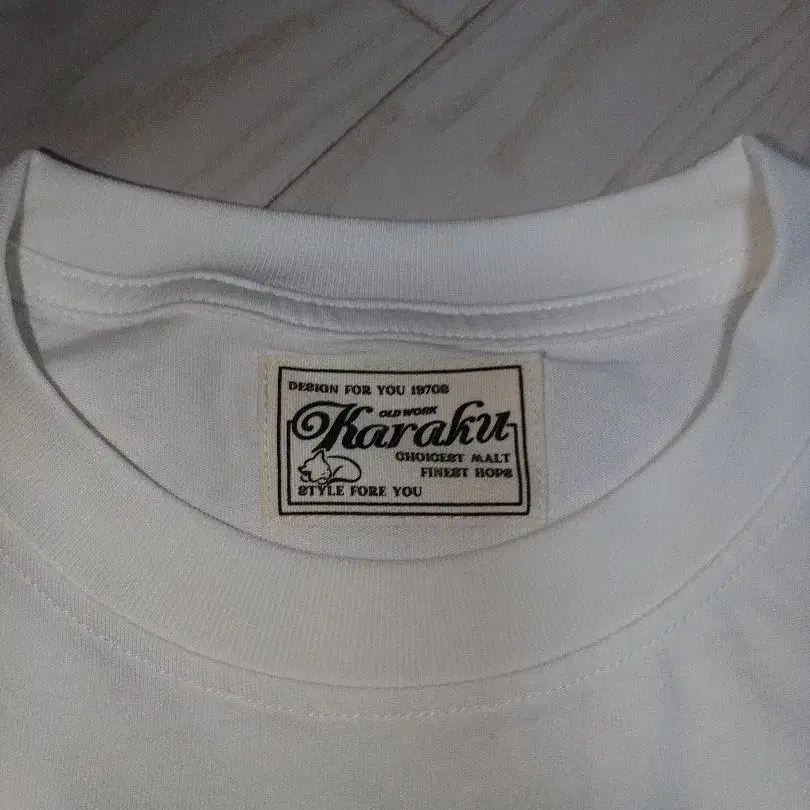 DESIGN FOR YOU 1970S
OLD WORK
Karaku
CHOICEST MALT
FINEST HOPS
STYLE FORE YOU